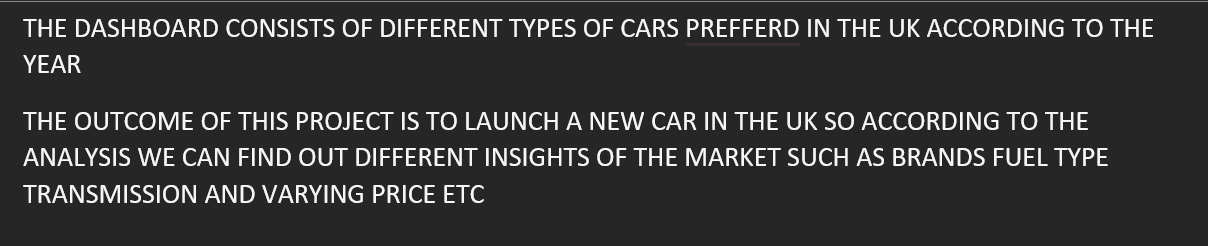 THE DASHBOARD CONSISTS OF DIFFERENT TYPES OF CARS PREFFERD IN THE UK ACCORDING TO THE
YEAR
THE OUTCOME OF THIS PROJECT IS TO LAUNCH A NEW CAR IN THE UK SO ACCORDING TO THE
ANALYSIS WE CAN FIND OUT DIFFERENT INSIGHTS OF THE MARKET SUCH AS BRANDS FUEL TYPE
TRANSMISSION AND VARYING PRICE ETC